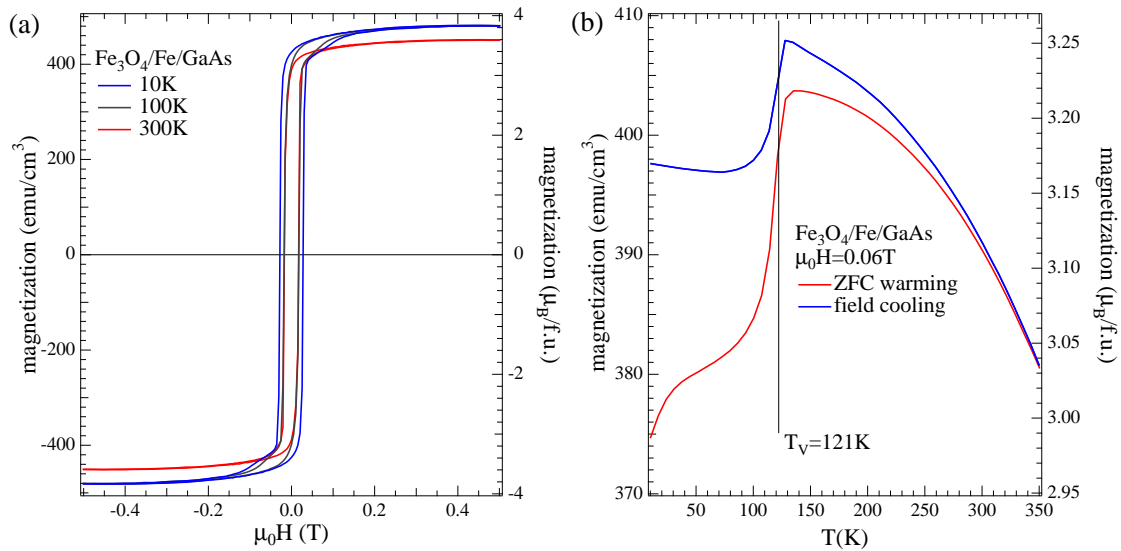 (a)
Fe₃O₄/Fe/GaAs
10K
100K
300K
magnetization (emu/cm³)
400
200
0
-200
-400
magnetization (μ_B/f.u.)
4
2
0
-2
-4
-0.4 -0.2 0.0 0.2 0.4
μ₀H (T)
(b)
magnetization (emu/cm³)
410
400
390
380
370
Fe₃O₄/Fe/GaAs
μ₀H=0.06T
ZFC warming
field cooling
T_V=121K
magnetization (μ_B/f.u.)
3.25
3.20
3.15
3.10
3.05
3.00
2.95
50 100 150 200 250 300 350
T(K)